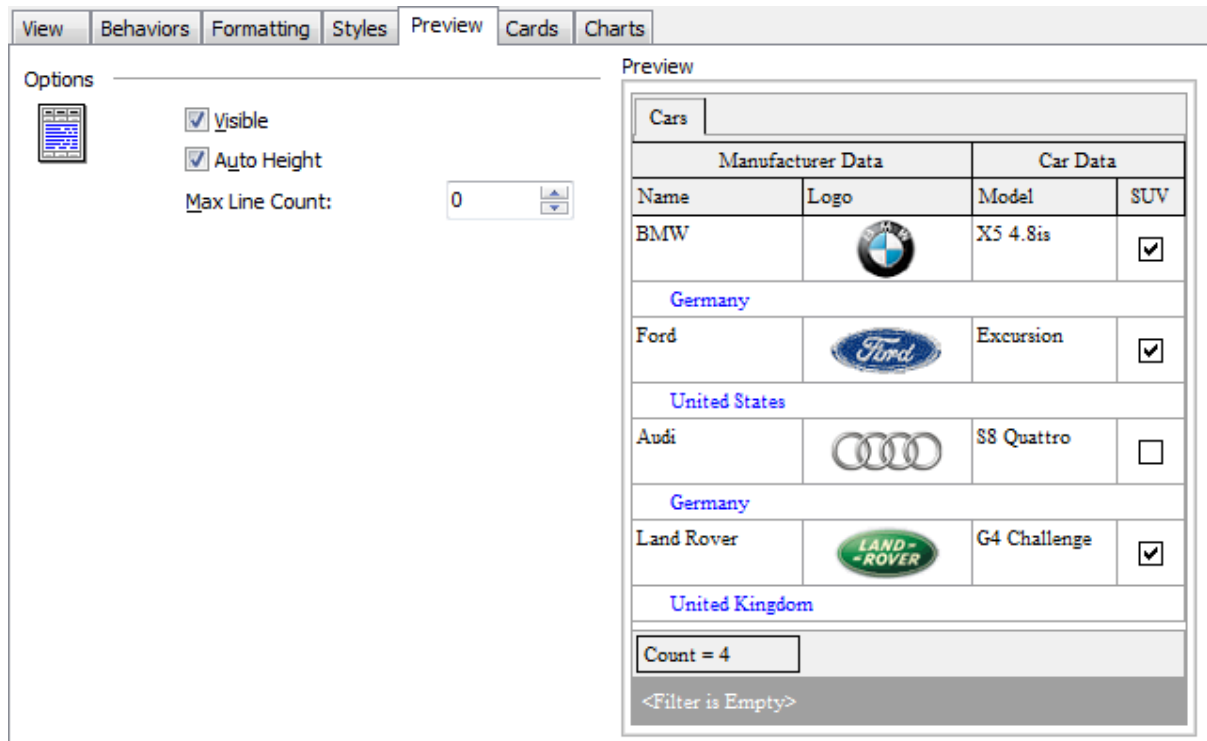 View Behaviors Formatting Styles Preview Cards Charts
Options
Visible
Auto Height
Max Line Count: 0
Preview
Cars
Manufacturer Data Car Data
Name Logo Model SUV
BMW BMW X5 4.8is
Germany
Ford Ford Excursion
United States
Audi S8 Quattro
Germany
Land Rover LAND- G4 Challenge
-ROVER
United Kingdom
Count = 4
<Filter is Empty>